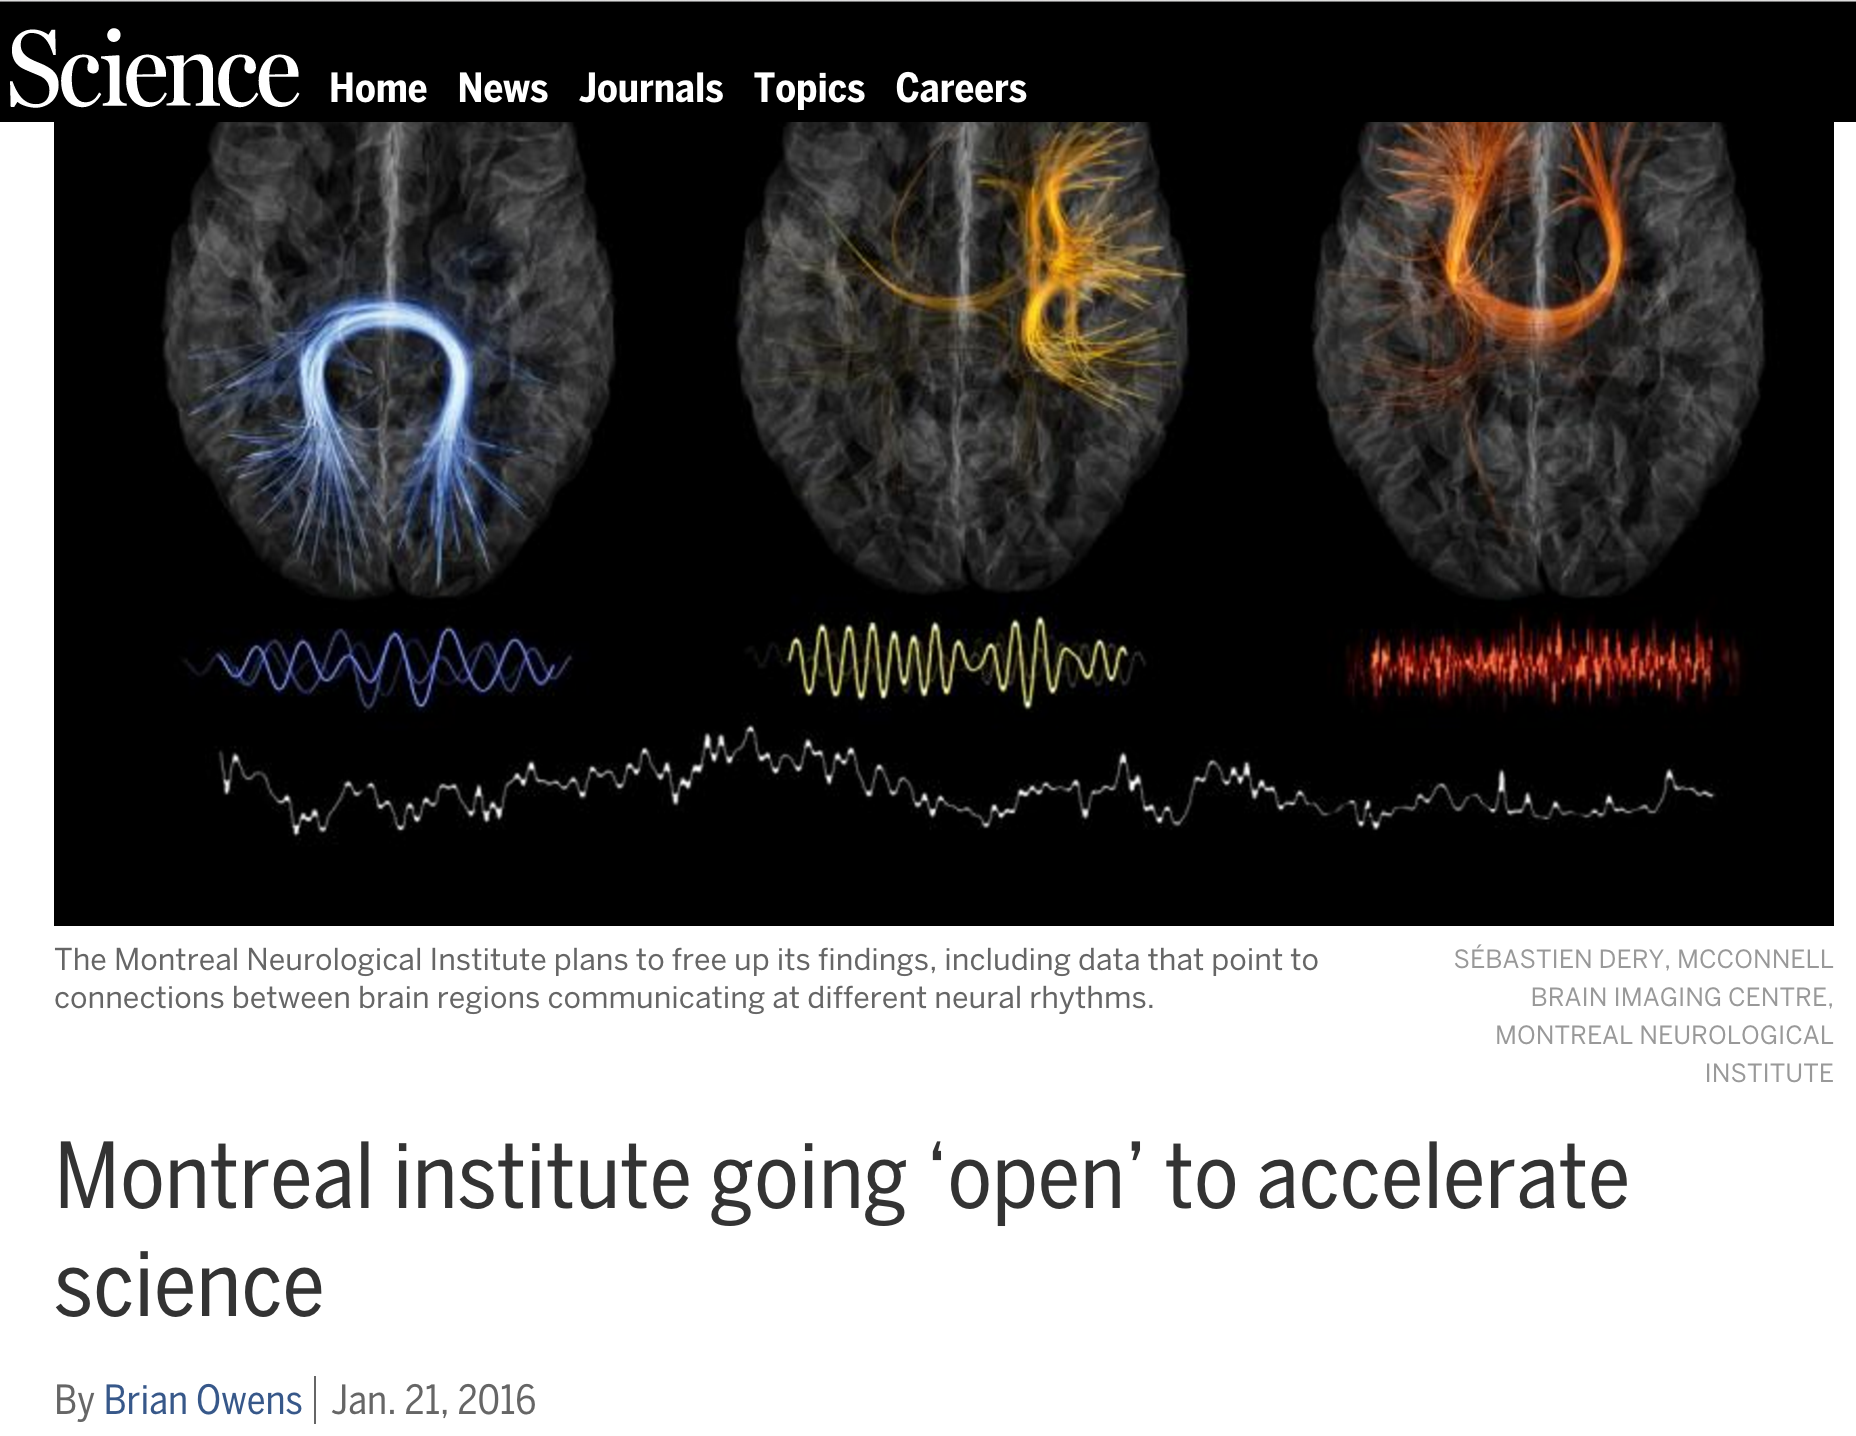 Science Home News Journals Topics Careers
The Montreal Neurological Institute plans to free up its findings, including data that point to
connections between brain regions communicating at different neural rhythms.
SÉBASTIEN DERY, MCCONNELL
BRAIN IMAGING CENTRE,
MONTREAL NEUROLOGICAL
INSTITUTE
Montreal institute going ‘open’ to accelerate
science
By Brian Owens | Jan. 21, 2016